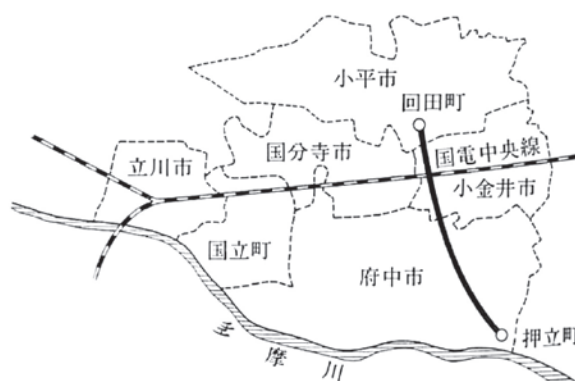 小平市
回田町
国分寺市
国電中央線
立川市
小金井市
国立町
府中市
押立町
多摩川